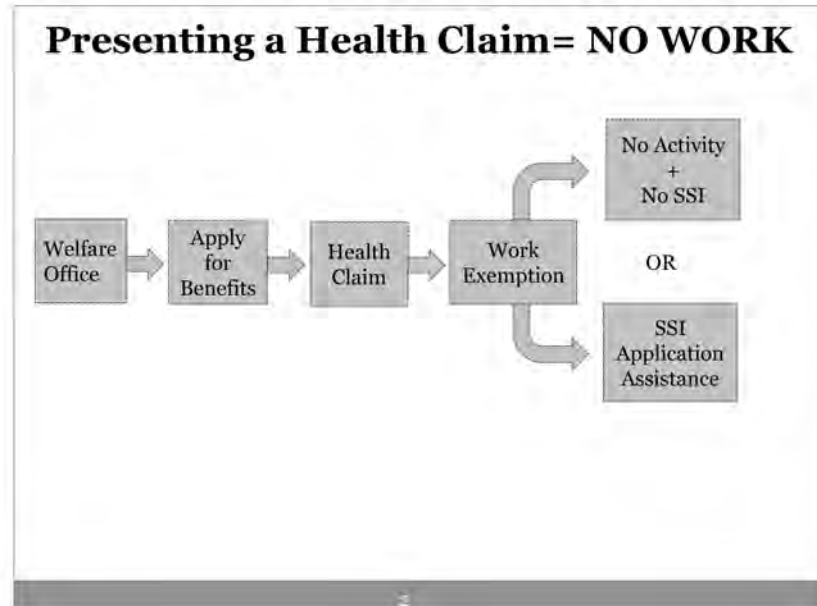 Presenting a Health Claim= NO WORK
Welfare
Office
Apply
for
Benefits
Health
Claim
Work
Exemption
No Activity
+
No SSI
OR
SSI
Application
Assistance